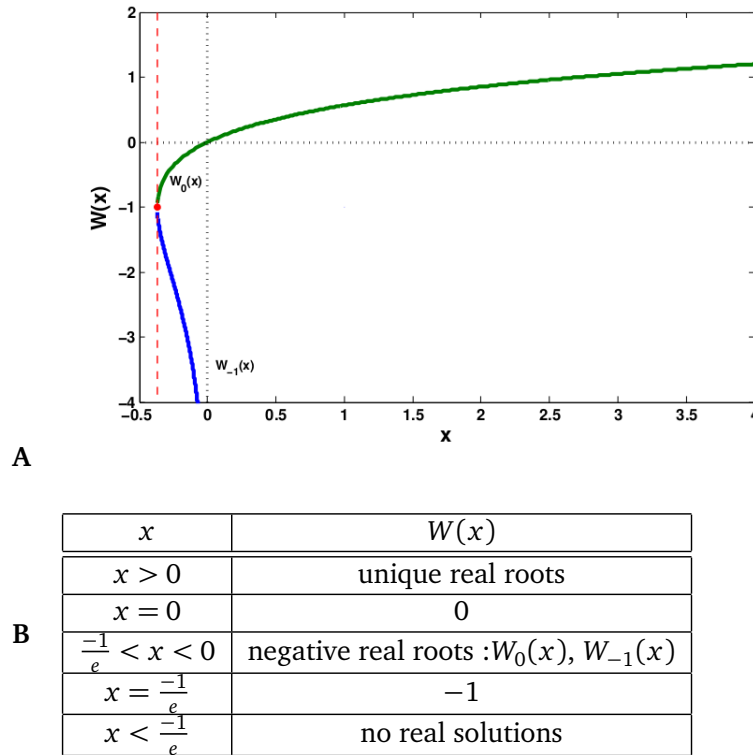 2
1
0
−1
−2
−3
−4
W(x)
W₀(x)
W₋₁(x)
−0.5 0 0.5 1 1.5 2 2.5 3 3.5 4
x
A
x W(x)
x > 0 unique real roots
x = 0 0
B
−1/e < x < 0 negative real roots :W₀(x), W₋₁(x)
x = −1/e −1
x < −1/e no real solutions